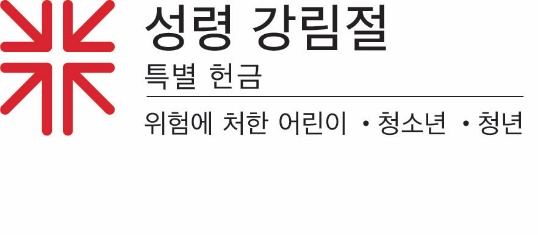 성령 강림절
특별 헌금
위험에 처한 어린이 • 청소년 • 청년